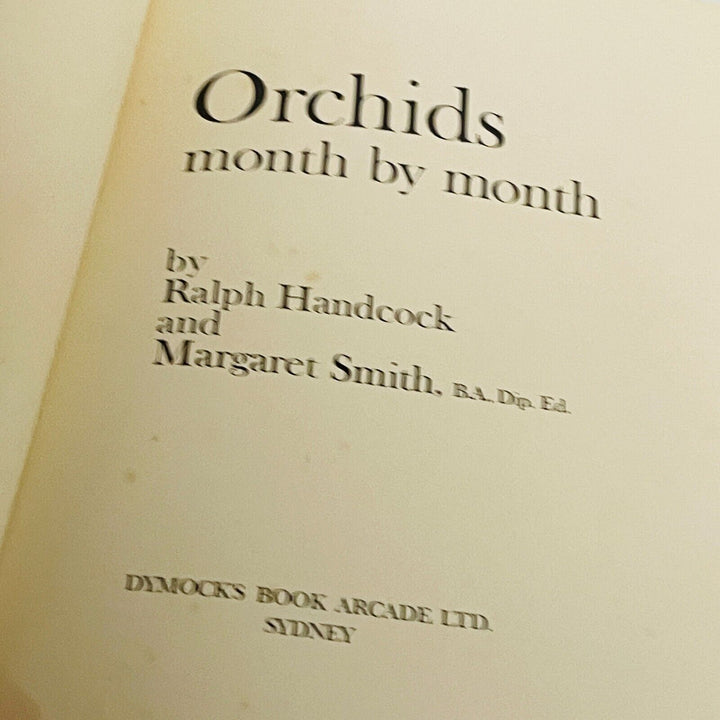 Orchids
month by month
by
Ralph Handcock
and
Margaret Smith, B.A., Dip. Ed.
DYMOCK'S BOOK ARCADE LTD.
SYDNEY